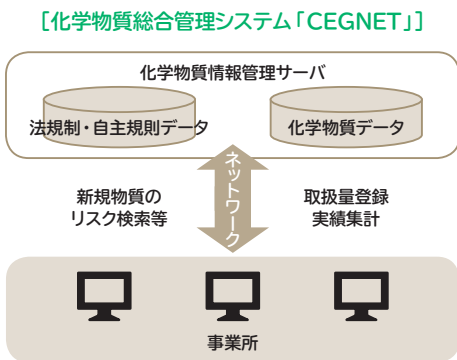 [化学物質総合管理システム「CEGNET」]
化学物質情報管理サーバ
法規制・自主規則データ
化学物質データ
ネットワーク
新規物質の
リスク検索等
取扱量登録
実績集計
事業所